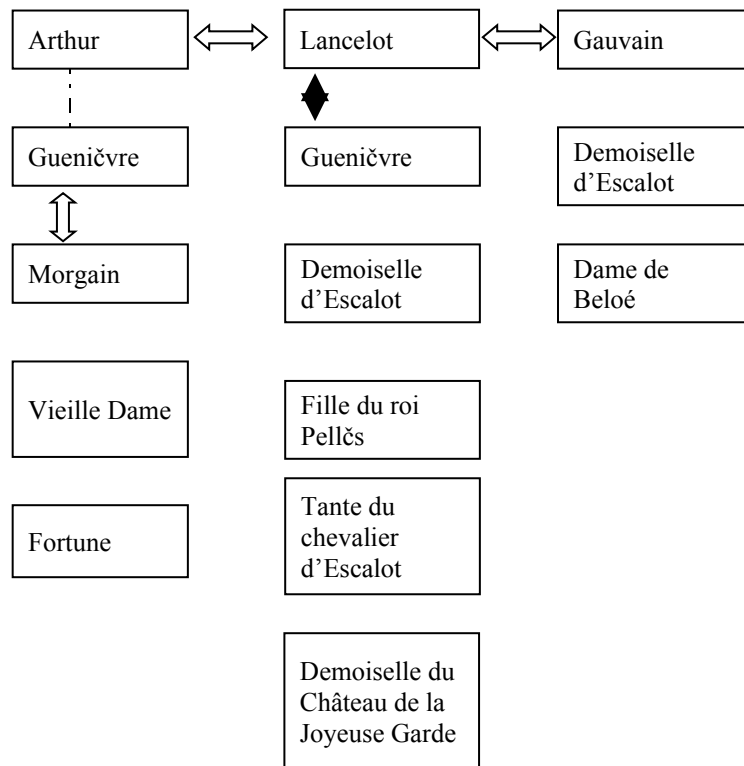 Arthur
Lancelot
Gauvain
Gueničvre
Gueničvre
Demoiselle
d’Escalot
Morgain
Demoiselle
d’Escalot
Dame de
Beloé
Vieille Dame
Fille du roi
Pellčs
Fortune
Tante du
chevalier
d’Escalot
Demoiselle du
Château de la
Joyeuse Garde